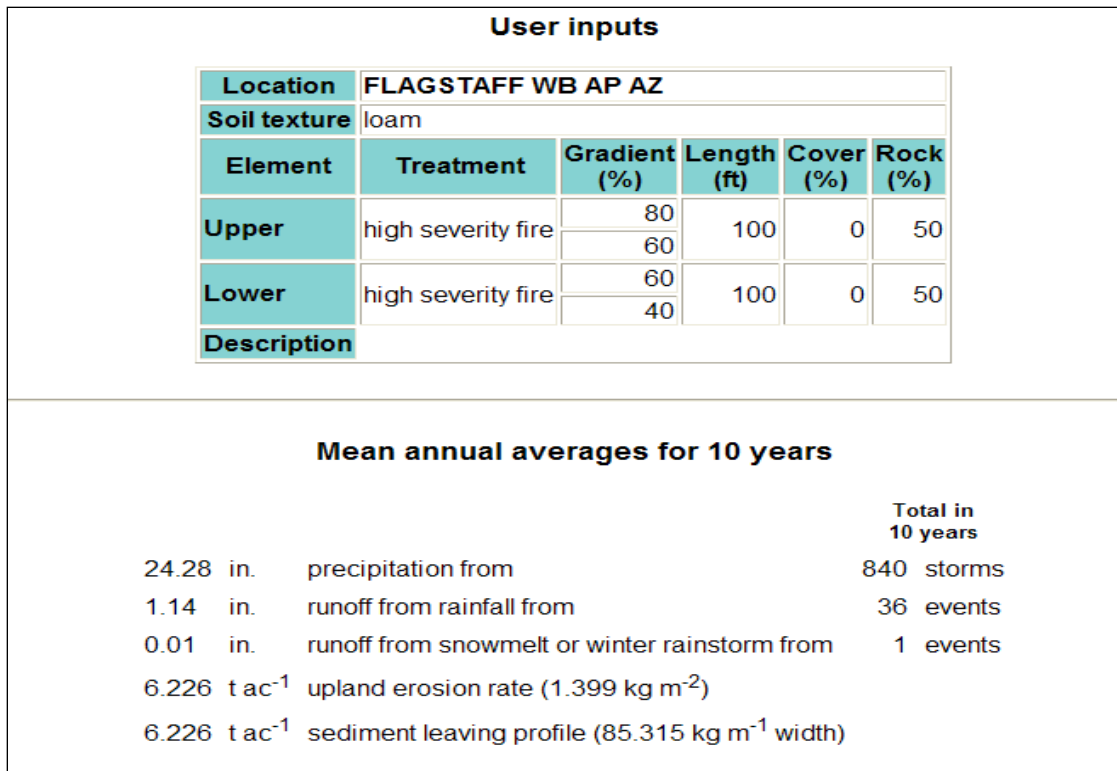 User inputs
Location FLAGSTAFF WB AP AZ
Soil texture loam
Element Treatment Gradient (%) Length (ft) Cover (%) Rock (%)
Upper high severity fire 80 60 100 0 50
Lower high severity fire 60 40 100 0 50
Description
Mean annual averages for 10 years
Total in
10 years
24.28 in. precipitation from 840 storms
1.14 in. runoff from rainfall from 36 events
0.01 in. runoff from snowmelt or winter rainstorm from 1 events
6.226 t ac-1 upland erosion rate (1.399 kg m-2)
6.226 t ac-1 sediment leaving profile (85.315 kg m-1 width)